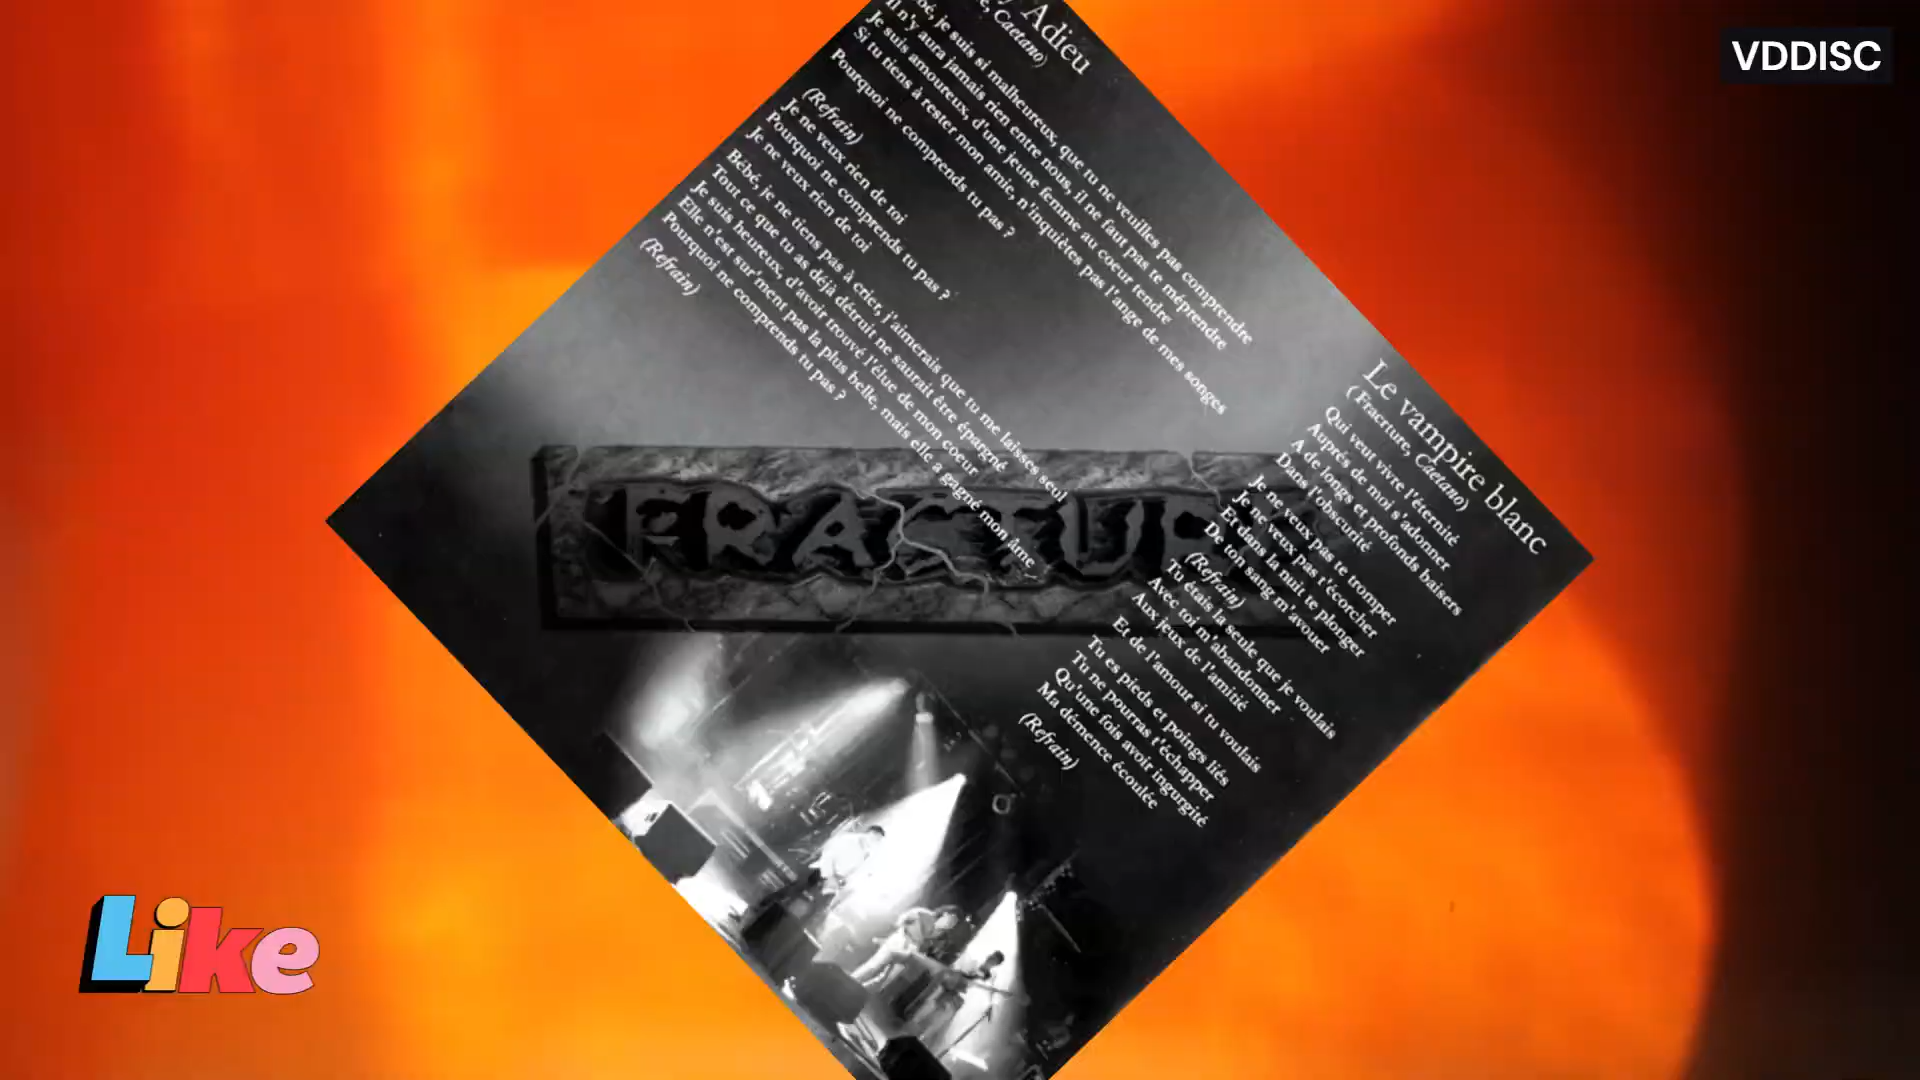 VDDISC
y Adieu
e, Caetano)
bé, je suis si malheureux, que tu ne veuilles pas comprendre
Il n'y aura jamais rien entre nous, il ne faut pas te méprendre
Je suis amoureux, d'une jeune femme au coeur tendre
Si tu tiens à rester mon amie, n'inquiètes pas l'ange de mes songes
Pourquoi ne comprends tu pas ?
(Refrain)
Je ne veux rien de toi
Pourquoi ne comprends tu pas ?
Je ne veux rien de toi
Bébé, je ne tiens pas à crier, j'aimerais que tu me laisses seul
Tout ce que tu as déjà détruit ne saurait être épargné
Je suis heureux, d'avoir trouvé l'élue de mon coeur
Elle n'est sur'ment pas la plus belle, mais elle a gagné mon âme
Pourquoi ne comprends tu pas ?
(Refrain)
Le vampire blanc
(Fracrture, Caetano)
Qui veut vivre l'éternité
Auprés de moi s'adonner
A de longs et profonds baisers
Dans l'obscurité
Je ne veux pas te tromper
Je ne veux pas t'écorcher
Et dans la nuit te plonger
De ton sang m'avouer
(Refrain)
Tu étais la seule que je voulais
Avec toi m'abandonner
Aux jeux de l'amitié
Et de l'amour si tu voulais
Tu es pieds et poings liés
Tu ne pourras t'échapper
Qu'une fois avoir ingurgité
Ma démence écoulée
(Refrain)
FRACTURE
Like